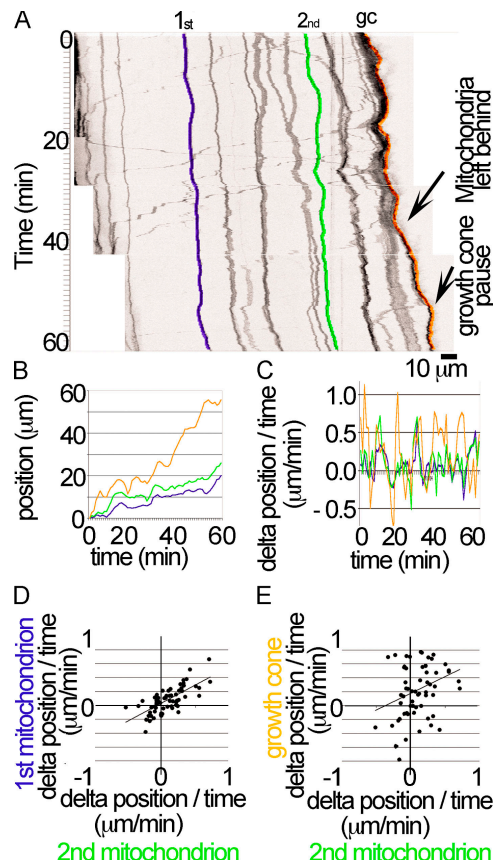 A
1st
2nd
gc
0
20
40
60
Time (min)
Mitochondria
left behind
growth cone
pause
10 μm
B
60
40
20
0
position (μm)
0 20 40 60
time (min)
C
1.0
0.5
0.0
-0.5
delta position / time
(μm/min)
0 20 40 60
time (min)
D
1st mitochondrion
delta position / time
(μm/min)
1
0
-1
0
1
delta position / time
(μm/min)
2nd mitochondrion
E
growth cone
delta position / time
(μm/min)
1
0
-1
0
1
delta position / time
(μm/min)
2nd mitochondrion